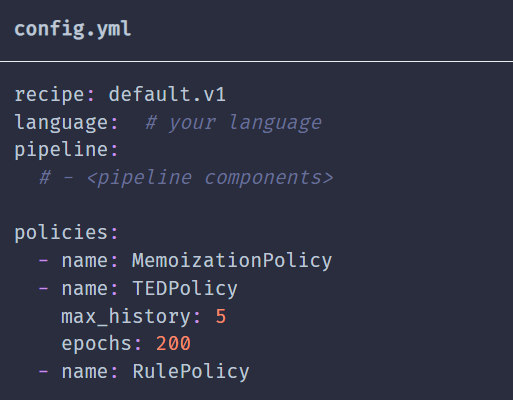 config.yml
recipe: default.v1
language:  # your language
pipeline:
  # - <pipeline components>
policies:
  - name: MemoizationPolicy
  - name: TEDPolicy
    max_history: 5
    epochs: 200
  - name: RulePolicy